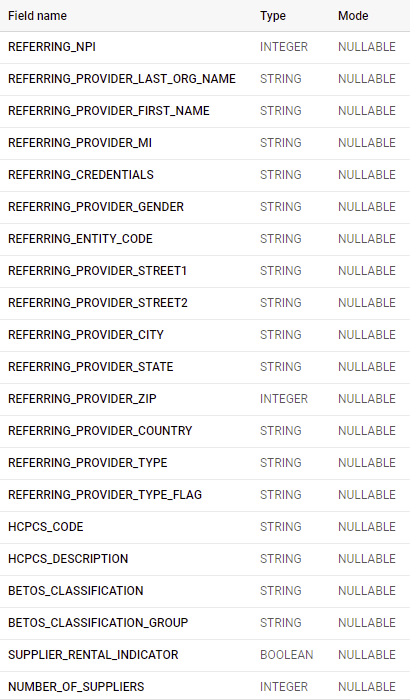 Field name Type Mode
REFERRING_NPI INTEGER NULLABLE
REFERRING_PROVIDER_LAST_ORG_NAME STRING NULLABLE
REFERRING_PROVIDER_FIRST_NAME STRING NULLABLE
REFERRING_PROVIDER_MI STRING NULLABLE
REFERRING_CREDENTIALS STRING NULLABLE
REFERRING_PROVIDER_GENDER STRING NULLABLE
REFERRING_ENTITY_CODE STRING NULLABLE
REFERRING_PROVIDER_STREET1 STRING NULLABLE
REFERRING_PROVIDER_STREET2 STRING NULLABLE
REFERRING_PROVIDER_CITY STRING NULLABLE
REFERRING_PROVIDER_STATE STRING NULLABLE
REFERRING_PROVIDER_ZIP INTEGER NULLABLE
REFERRING_PROVIDER_COUNTRY STRING NULLABLE
REFERRING_PROVIDER_TYPE STRING NULLABLE
REFERRING_PROVIDER_TYPE_FLAG STRING NULLABLE
HCPCS_CODE STRING NULLABLE
HCPCS_DESCRIPTION STRING NULLABLE
BETOS_CLASSIFICATION STRING NULLABLE
BETOS_CLASSIFICATION_GROUP STRING NULLABLE
SUPPLIER_RENTAL_INDICATOR BOOLEAN NULLABLE
NUMBER_OF_SUPPLIERS INTEGER NULLABLE